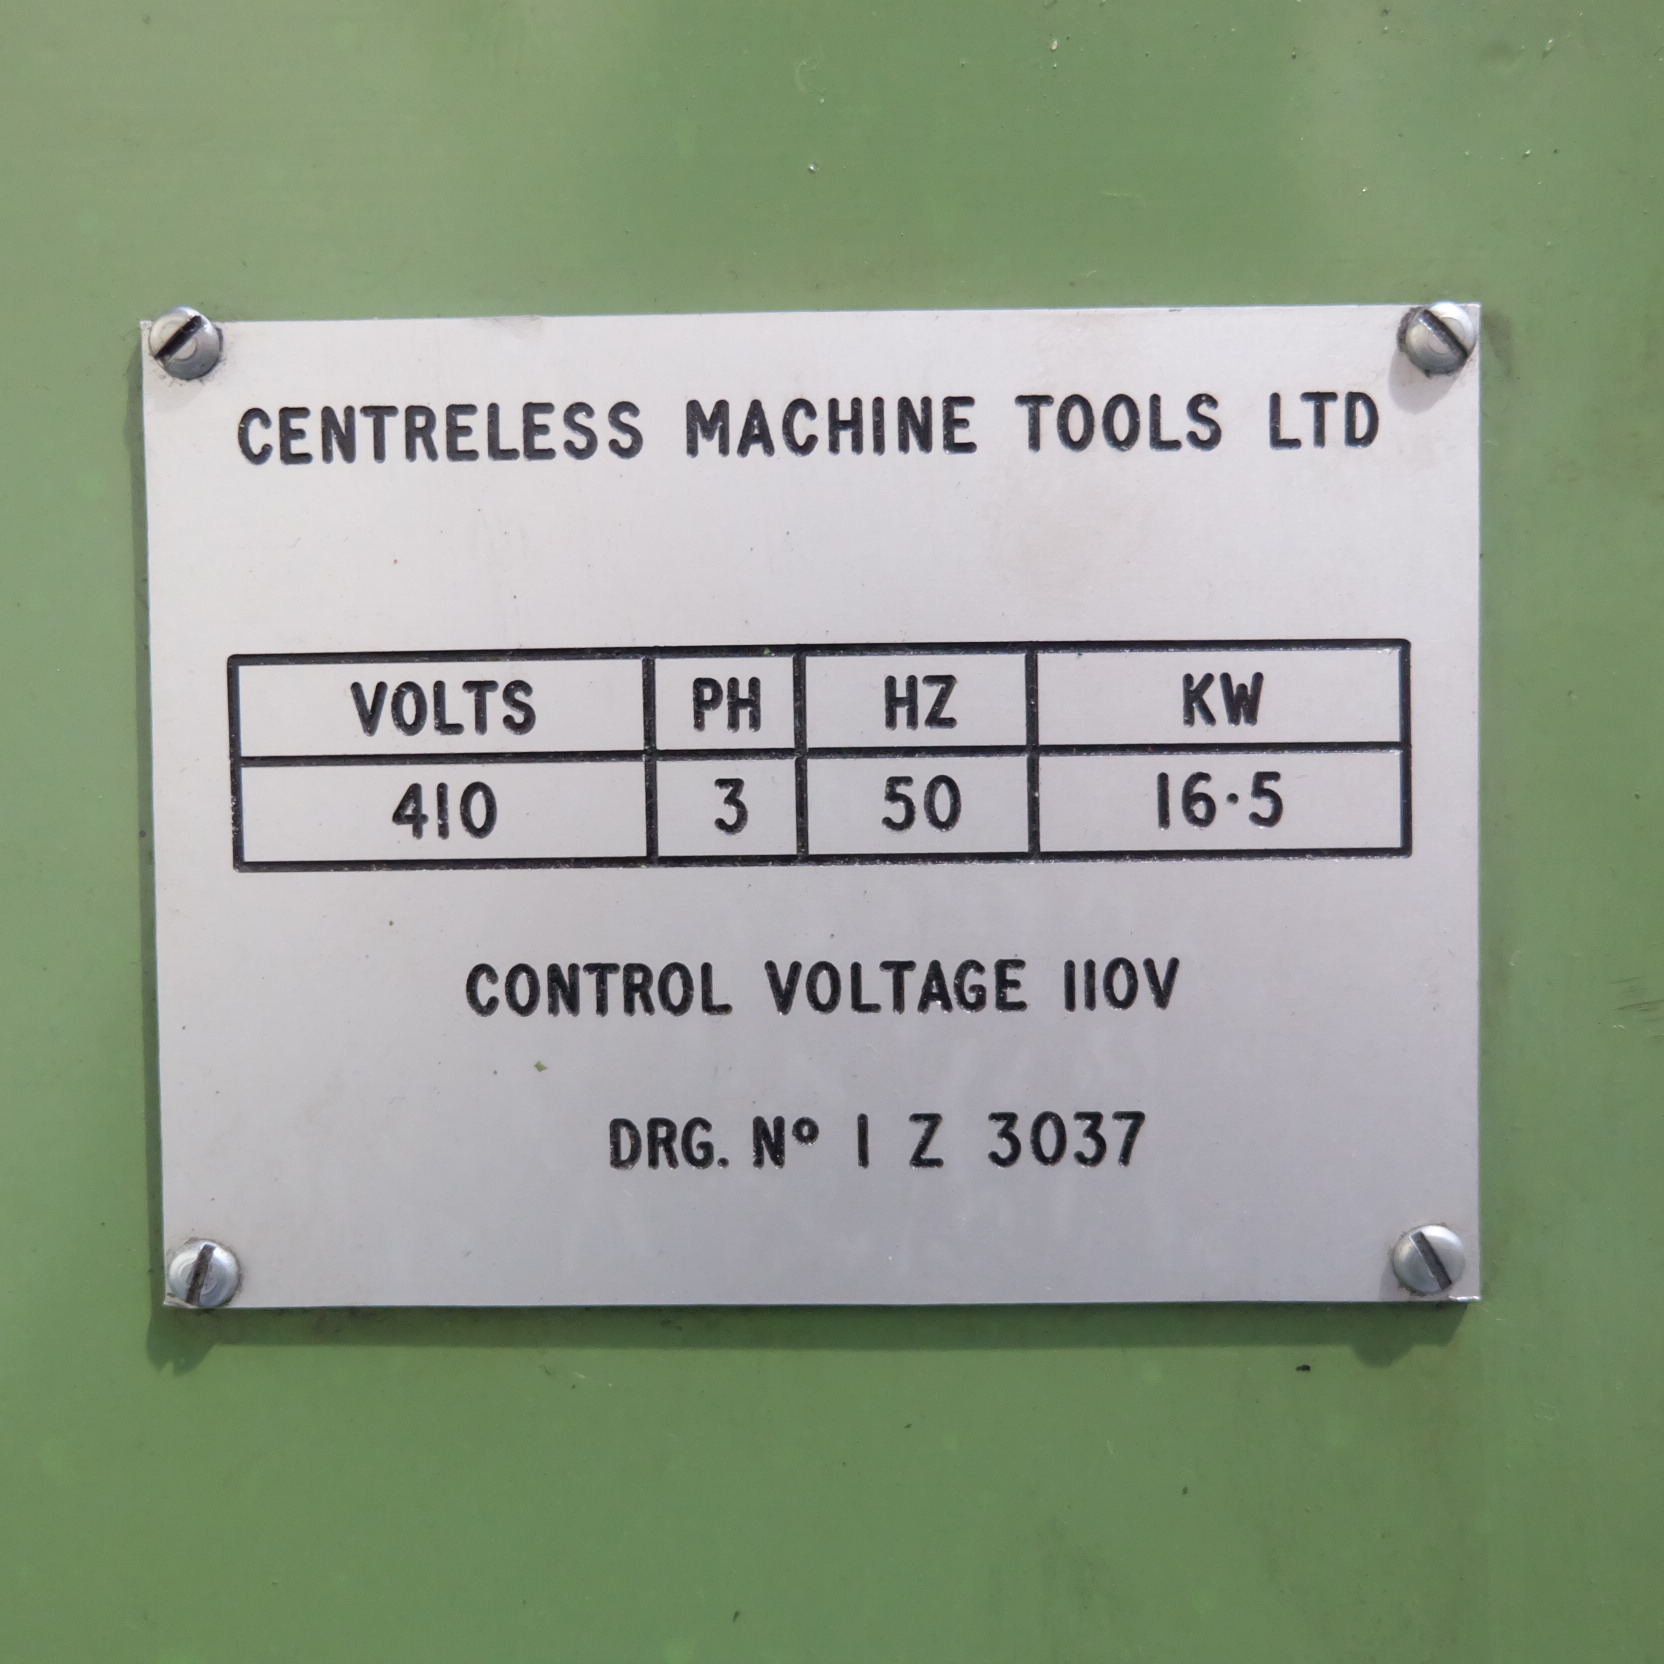 CENTRELESS MACHINE TOOLS LTD
VOLTS PH HZ KW
410 3 50 16·5
CONTROL VOLTAGE 110V
DRG. Nº 1 Z 3037